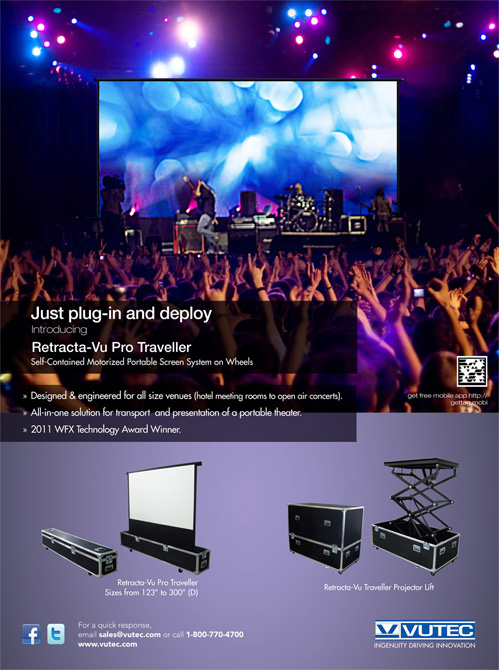 Just plug-in and deploy
Introducing
Retracta-Vu Pro Traveller
Self-Contained Motorized Portable Screen System on Wheels
» Designed & engineered for all size venues (hotel meeting rooms to open air concerts).
» All-in-one solution for transport and presentation of a portable theater.
» 2011 WFX Technology Award Winner.
get free mobile app http://
gettag.mobi
Retracta-Vu Pro Traveller
Sizes from 123" to 300" (D)
Retracta-Vu Traveller Projector Lift
For a quick response,
email sales@vutec.com or call 1-800-770-4700
www.vutec.com
VUTEC
INGENUITY DRIVING INNOVATION